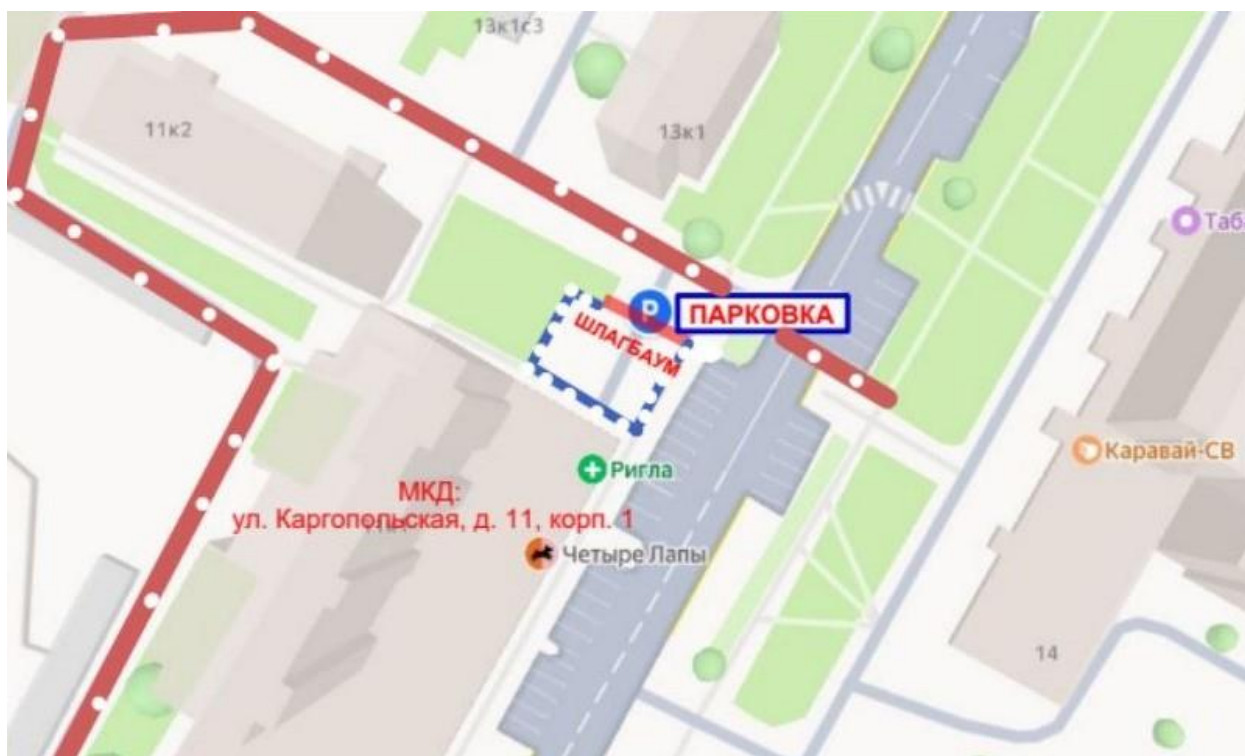 13к1с3
11к2
13к1
Таб
ПАРКОВКА
ШЛАГБАУМ
Каравай-СВ
Ригла
МКД:
ул. Каргопольская, д. 11, корп. 1
Четыре Лапы
14